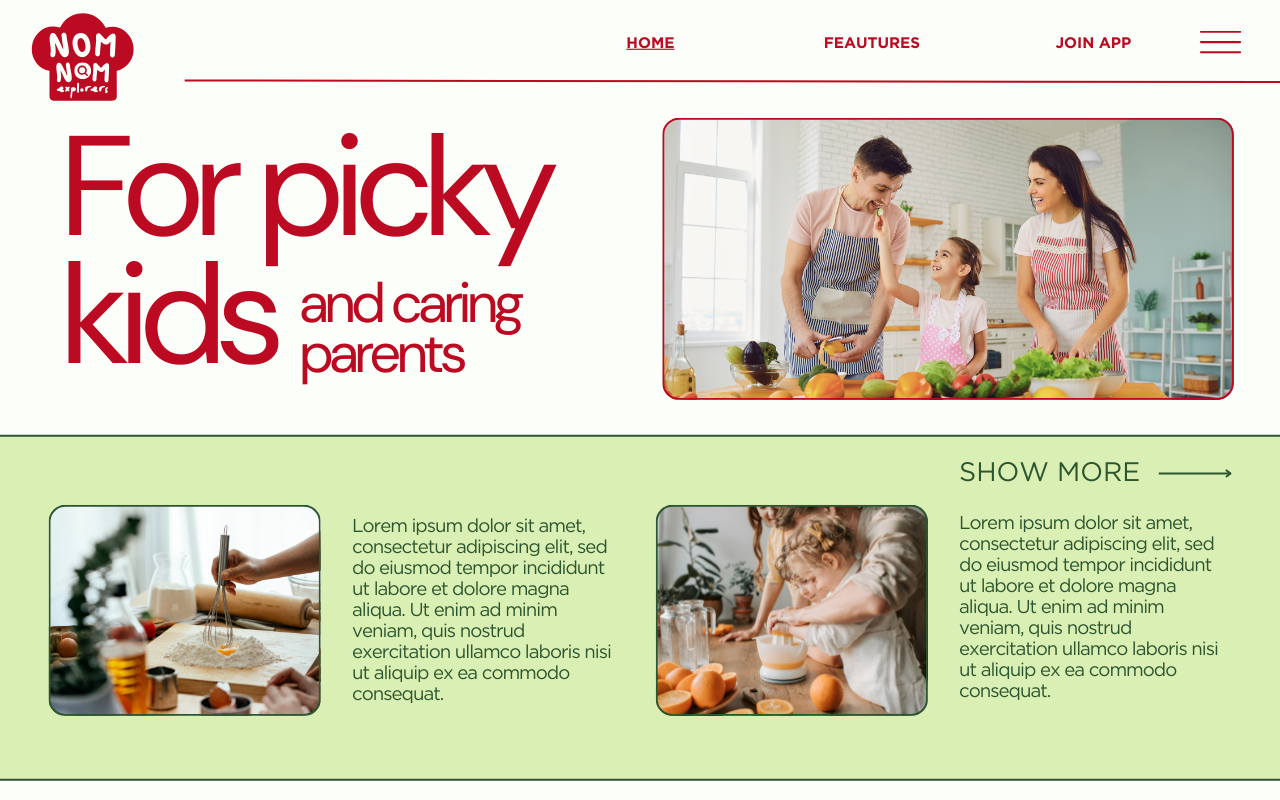 NOM
N@M
explorers
HOME
FEAUTURES
JOIN APP
For picky
kids
and caring
parents
SHOW MORE
Lorem ipsum dolor sit amet,
consectetur adipiscing elit, sed
do eiusmod tempor incididunt
ut labore et dolore magna
aliqua. Ut enim ad minim
veniam, quis nostrud
exercitation ullamco laboris nisi
ut aliquip ex ea commodo
consequat.
Lorem ipsum dolor sit amet,
consectetur adipiscing elit, sed
do eiusmod tempor incididunt
ut labore et dolore magna
aliqua. Ut enim ad minim
veniam, quis nostrud
exercitation ullamco laboris nisi
ut aliquip ex ea commodo
consequat.